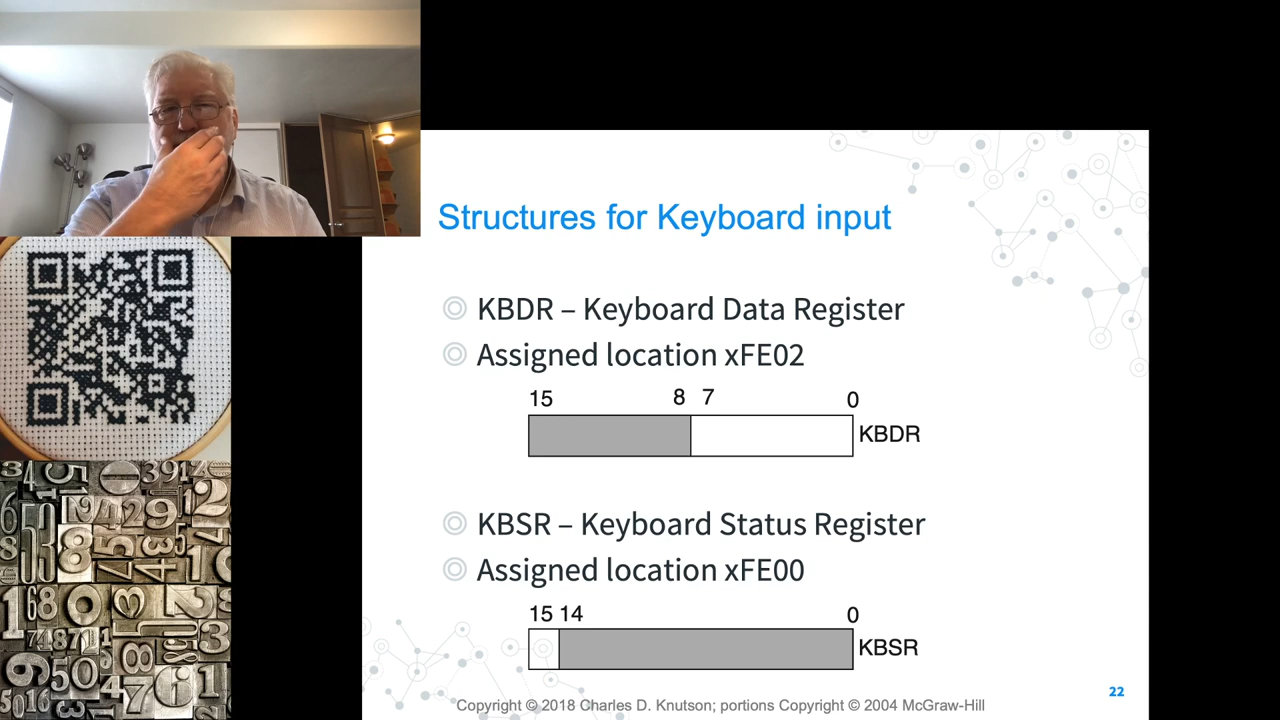 Structures for Keyboard input
KBDR – Keyboard Data Register
Assigned location xFE02
15 8 7 0
KBDR
KBSR – Keyboard Status Register
Assigned location xFE00
15 14 0
KBSR
22
Copyright © 2018 Charles D. Knutson; portions Copyright © 2004 McGraw-Hill